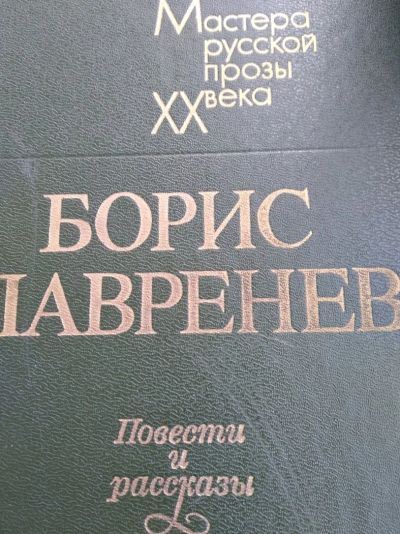 Мастера
русской
прозы
XX века
БОРИС
ЛАВРЕНЕВ
Повести
и
рассказы